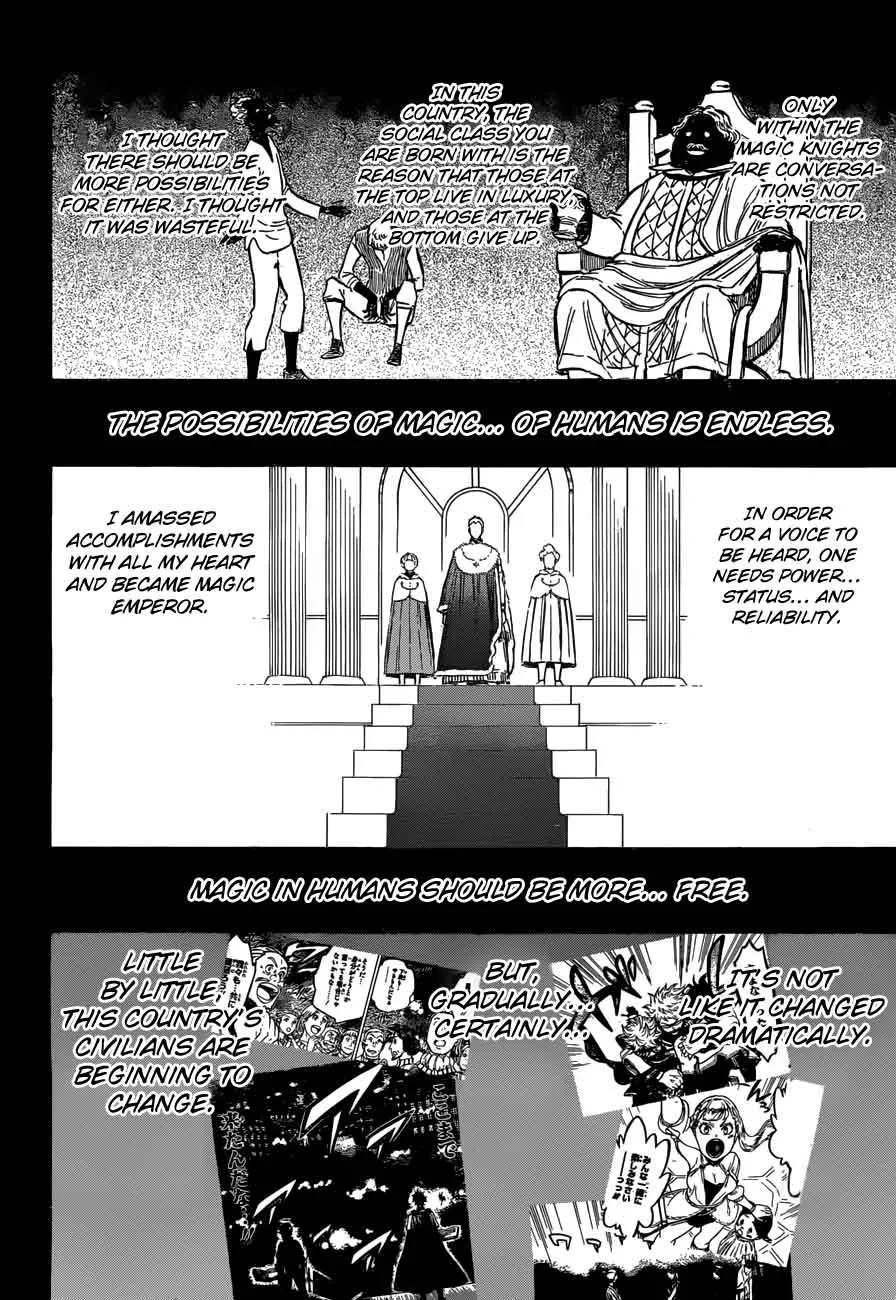 ONLY
WITHIN THE
MAGIC KNIGHTS
ARE CONVERSA-
TIONS NOT
RESTRICTED.
IN THIS
COUNTRY, THE
SOCIAL CLASS YOU
ARE BORN WITH IS THE
REASON THAT THOSE AT
THE TOP LIVE IN LUXURY,
AND THOSE AT THE
BOTTOM GIVE UP.
I THOUGHT
THERE SHOULD BE
MORE POSSIBILITIES
FOR EITHER. I THOUGHT
IT WAS WASTEFUL.
THE POSSIBILITIES OF MAGIC... OF HUMANS IS ENDLESS.
IN ORDER
FOR A VOICE TO
BE HEARD, ONE
NEEDS POWER...
STATUS... AND
RELIABILITY.
I AMASSED
ACCOMPLISHMENTS
WITH ALL MY HEART
AND BECAME MAGIC
EMPEROR.
MAGIC IN HUMANS SHOULD BE MORE... FREE.
IT'S NOT
LIKE IT CHANGED
DRAMATICALLY.
BUT,
GRADUALLY...
CERTAINLY...
LITTLE
BY LITTLE,
THIS COUNTRY'S
CIVILIANS ARE
BEGINNING TO
CHANGE.